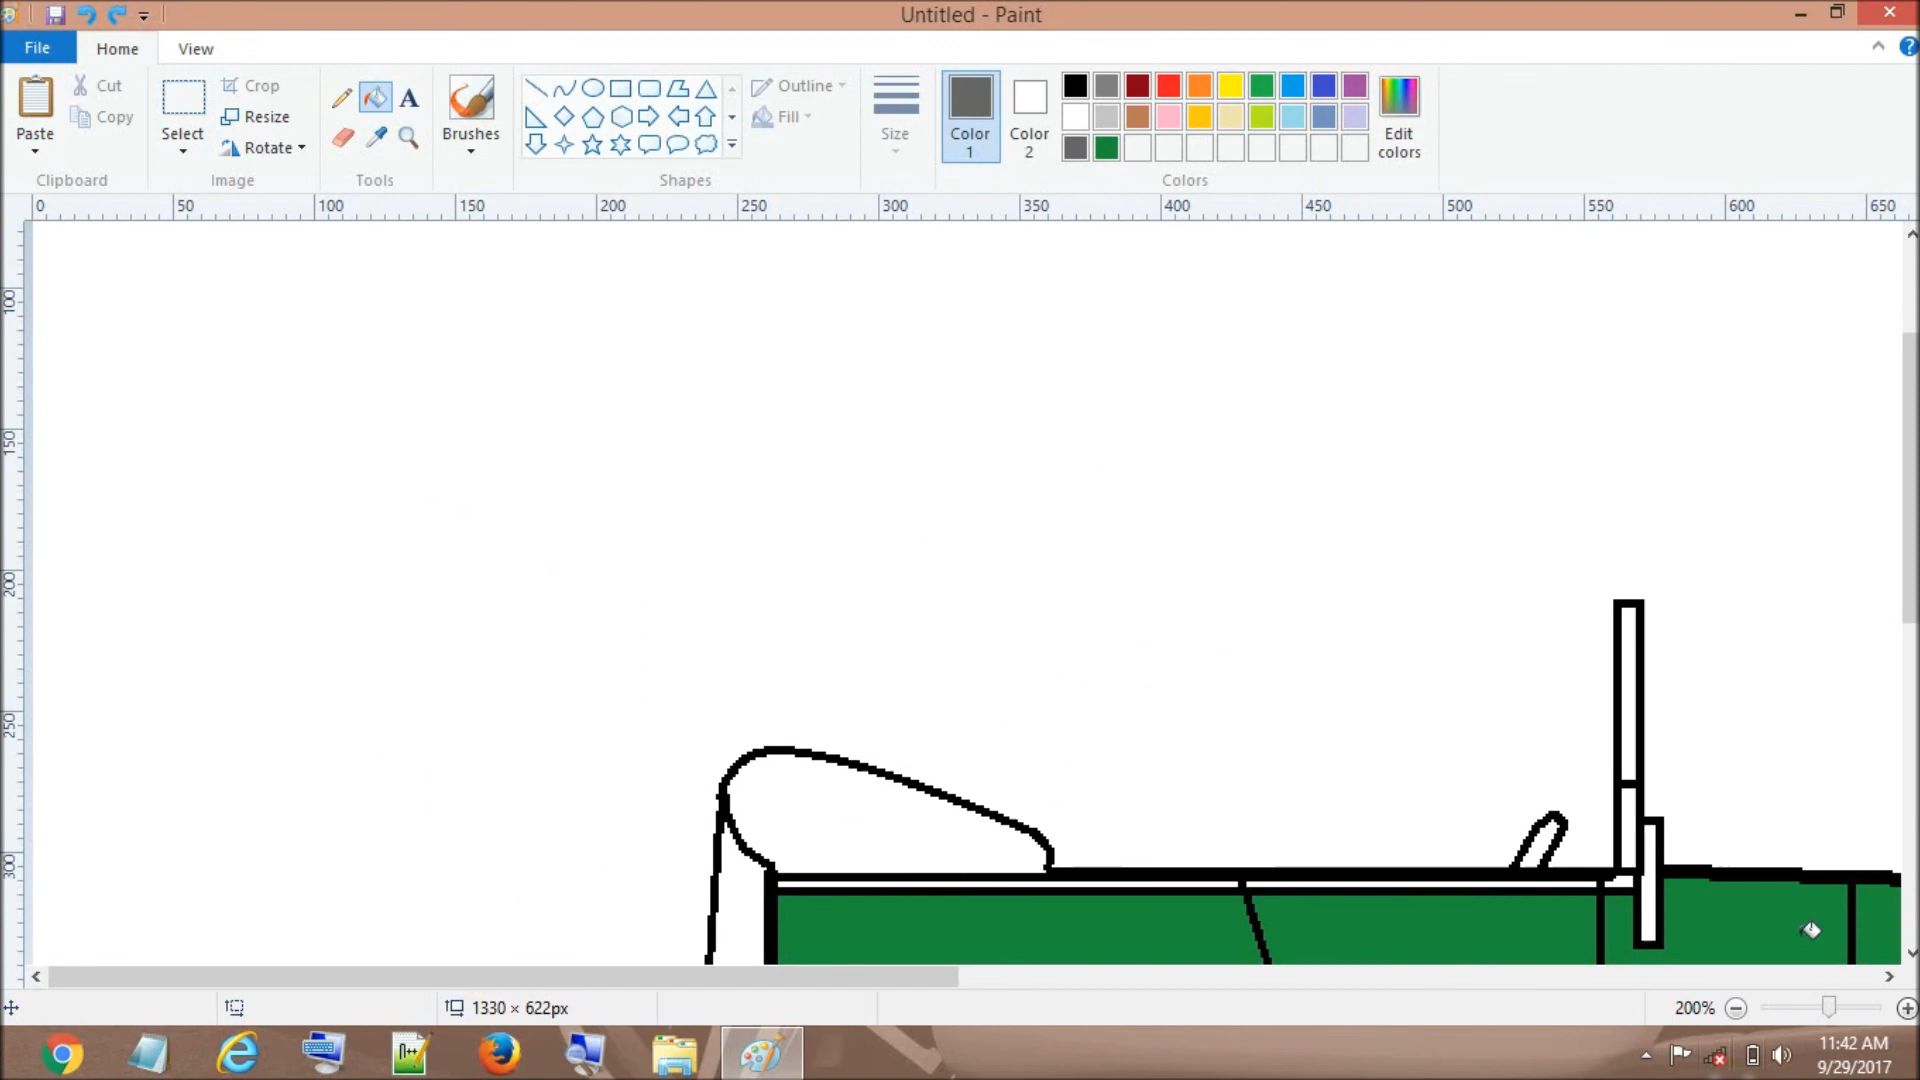 Untitled - Paint
File Home View
Paste
Cut
Copy
Clipboard
Select
Crop
Resize
Rotate
Image
A
Tools
Brushes
Shapes
Outline
Fill
Size
Color
1
Color
2
Edit
colors
Colors
0 50 100 150 200 250 300 350 400 450 500 550 600 650
100
150
200
250
300
1330 × 622px
200%
11:42 AM
9/29/2017